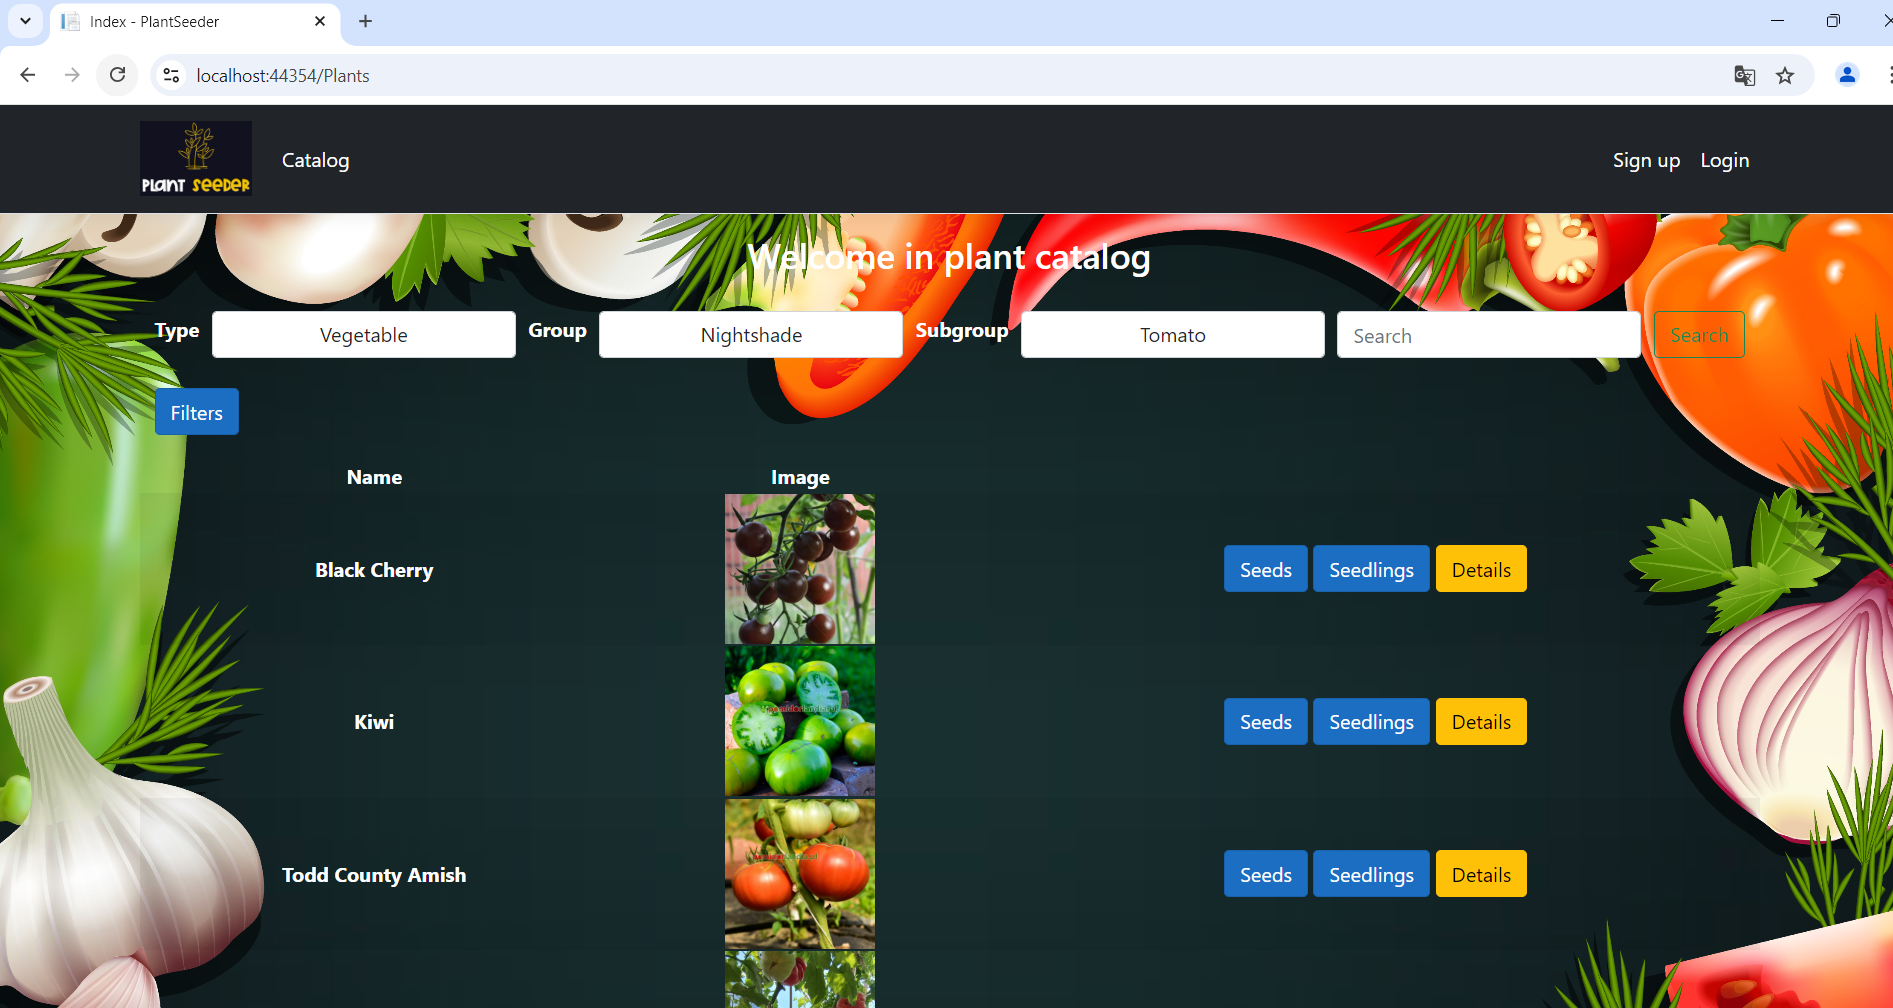 Index - PlantSeeder
localhost:44354/Plants
PLANT SEEDER
Catalog
Sign up
Login
Welcome in plant catalog
Type
Vegetable
Group
Nightshade
Subgroup
Tomato
Search
Search
Filters
Name
Image
Black Cherry
Seeds
Seedlings
Details
Kiwi
Seeds
Seedlings
Details
Todd County Amish
Seeds
Seedlings
Details